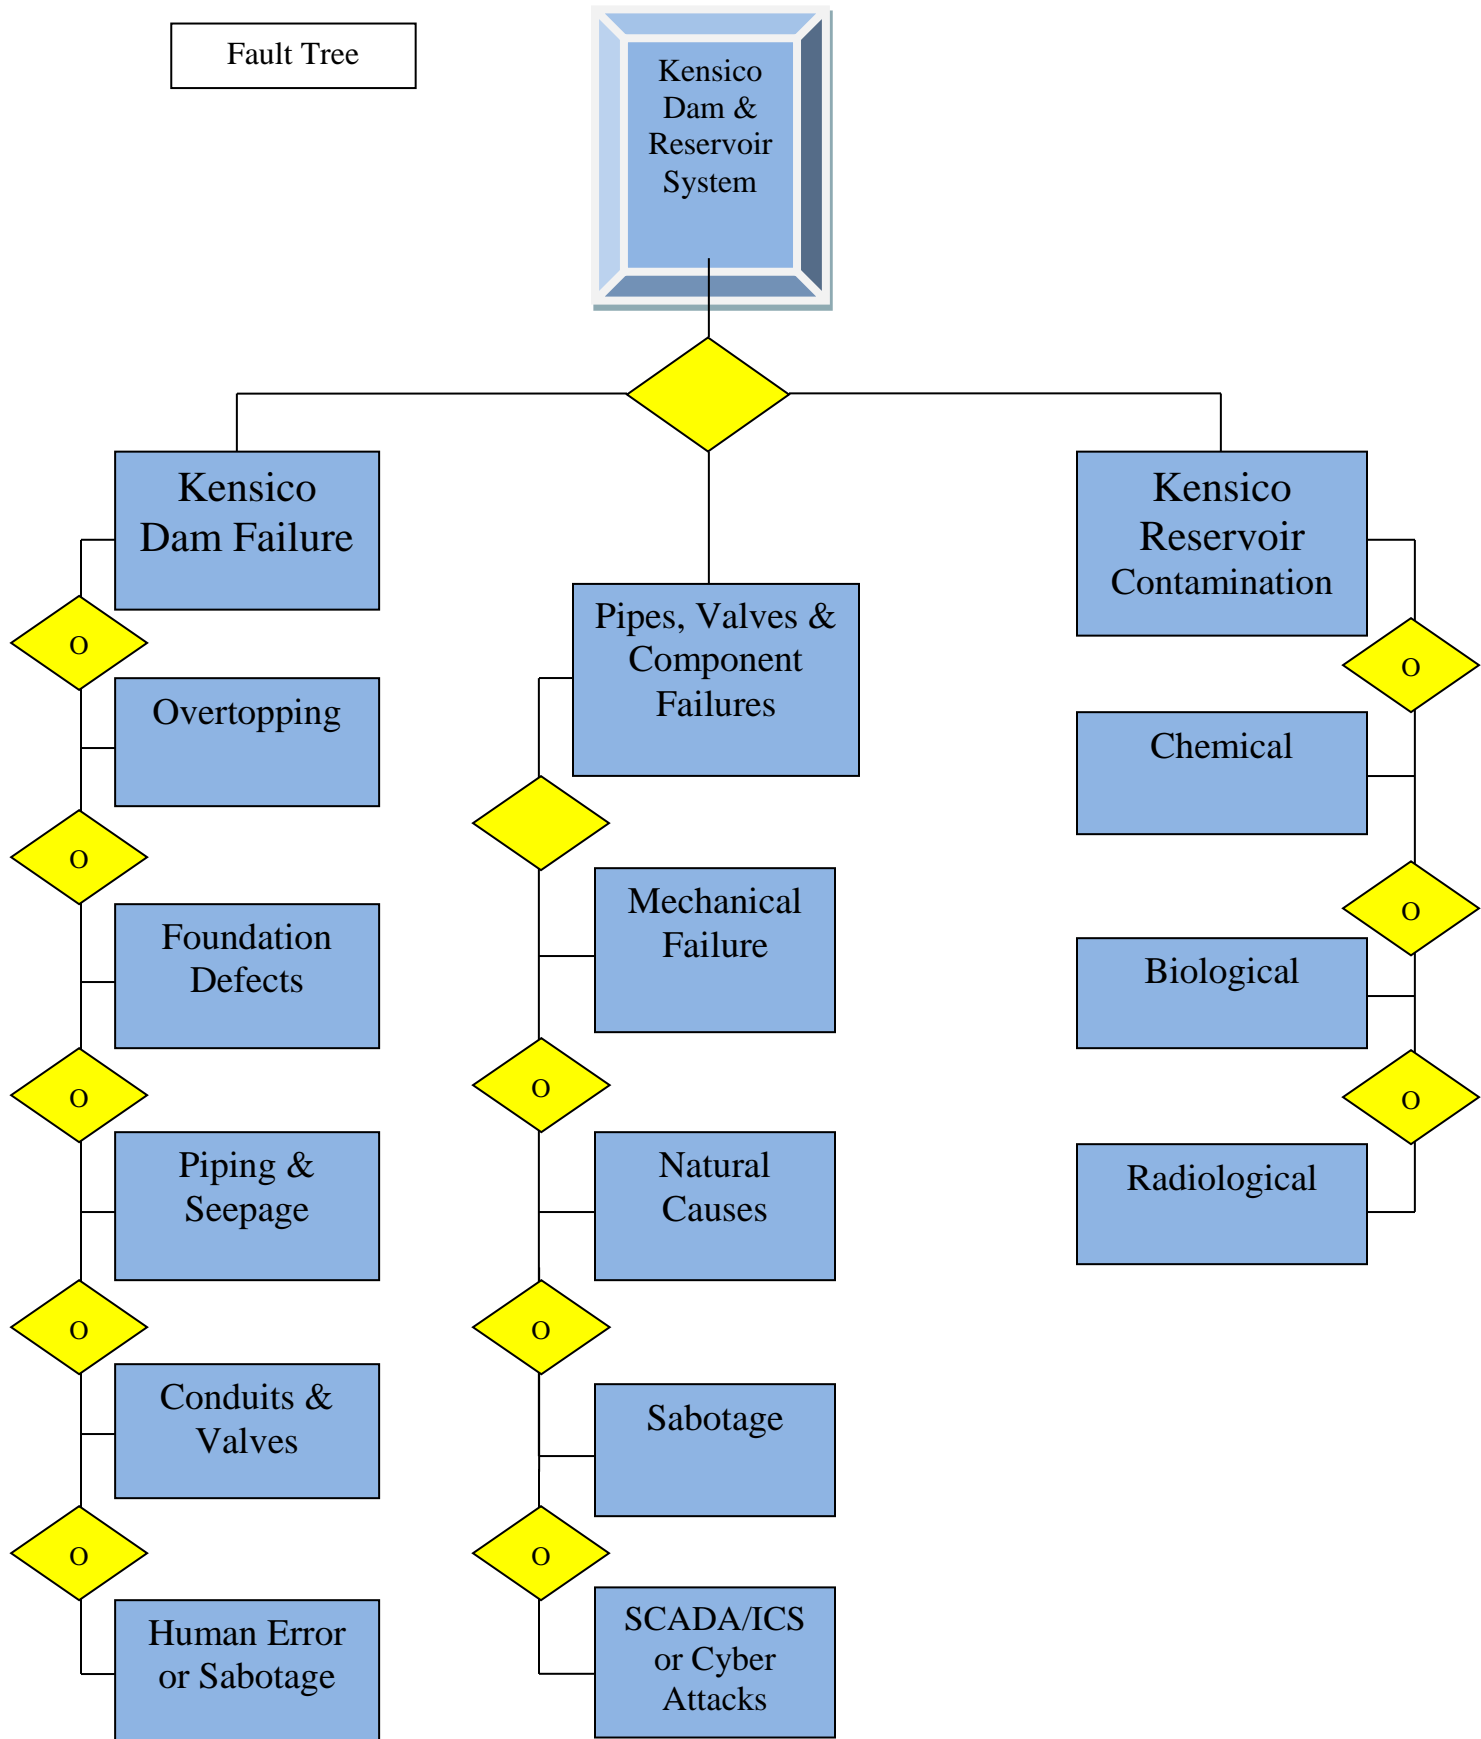 Fault Tree
Kensico
Dam &
Reservoir
System
Kensico
Dam Failure
O
Overtopping
O
Foundation
Defects
O
Piping &
Seepage
O
Conduits &
Valves
O
Human Error
or Sabotage
Pipes, Valves &
Component
Failures
Mechanical
Failure
O
Natural
Causes
O
Sabotage
O
SCADA/ICS
or Cyber
Attacks
Kensico
Reservoir
Contamination
O
Chemical
O
Biological
O
Radiological